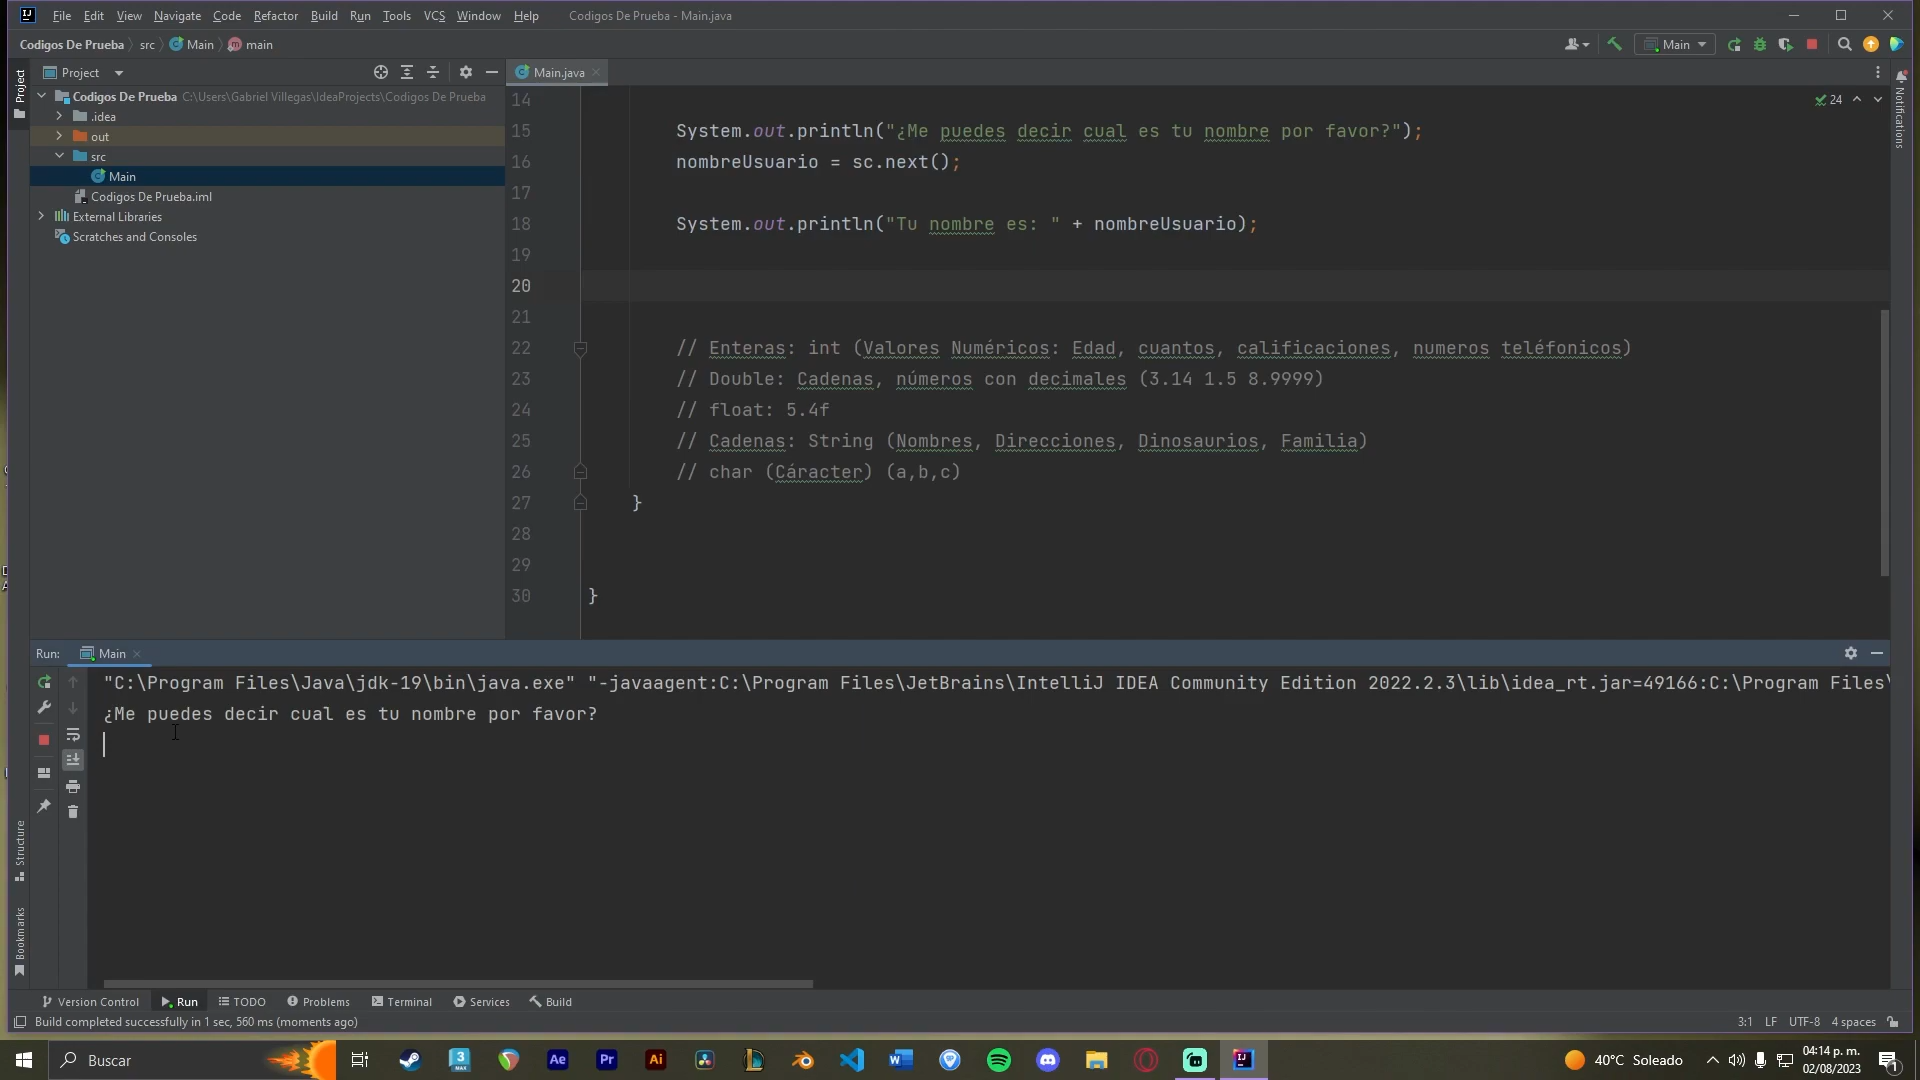 File Edit View Navigate Code Refactor Build Run Tools VCS Window Help Codigos De Prueba - Main.java
Codigos De Prueba src Main main Main
Project Project Main.java Notifications
Codigos De Prueba C:\Users\Gabriel Villegas\IdeaProjects\Codigos De Prueba
.idea
out
src
Main
Codigos De Prueba.iml
External Libraries
Scratches and Consoles
24
14
15 System.out.println("¿Me puedes decir cual es tu nombre por favor?");
16 nombreUsuario = sc.next();
17
18 System.out.println("Tu nombre es: " + nombreUsuario);
19
20
21
22 // Enteras: int (Valores Numéricos: Edad, cuantos, calificaciones, numeros teléfonicos)
23 // Double: Cadenas, números con decimales (3.14 1.5 8.9999)
24 // float: 5.4f
25 // Cadenas: String (Nombres, Direcciones, Dinosaurios, Familia)
26 // char (Cáracter) (a,b,c)
27 }
28
29
30 }
Run: Main
"C:\Program Files\Java\jdk-19\bin\java.exe" "-javaagent:C:\Program Files\JetBrains\IntelliJ IDEA Community Edition 2022.2.3\lib\idea_rt.jar=49166:C:\Program Files\
¿Me puedes decir cual es tu nombre por favor?
Structure
Bookmarks
Version Control Run TODO Problems Terminal Services Build
Build completed successfully in 1 sec, 560 ms (moments ago) 3:1 LF UTF-8 4 spaces
Buscar 3 Ae Pr Ai 40°C Soleado 04:14 p. m.
02/08/2023 1